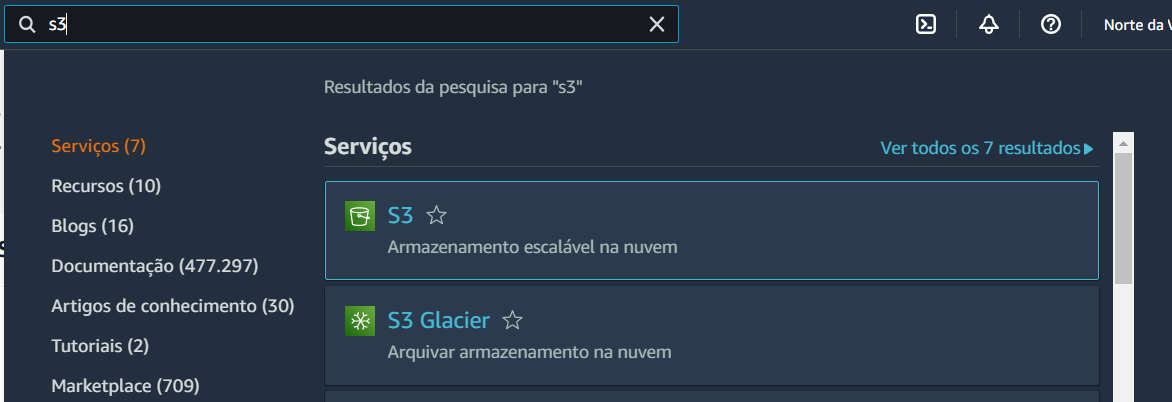 s3
Norte da
Resultados da pesquisa para "s3"
Serviços (7)
Recursos (10)
Blogs (16)
Documentação (477.297)
Artigos de conhecimento (30)
Tutoriais (2)
Marketplace (709)
Serviços
Ver todos os 7 resultados
S3
Armazenamento escalável na nuvem
S3 Glacier
Arquivar armazenamento na nuvem